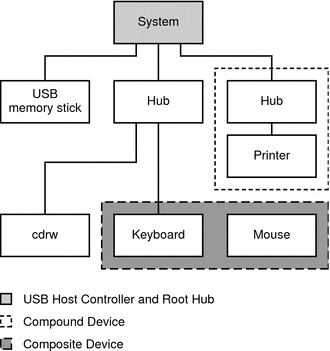 System
USB
memory stick
Hub
Hub
Printer
cdrw
Keyboard
Mouse
USB Host Controller and Root Hub
Compound Device
Composite Device